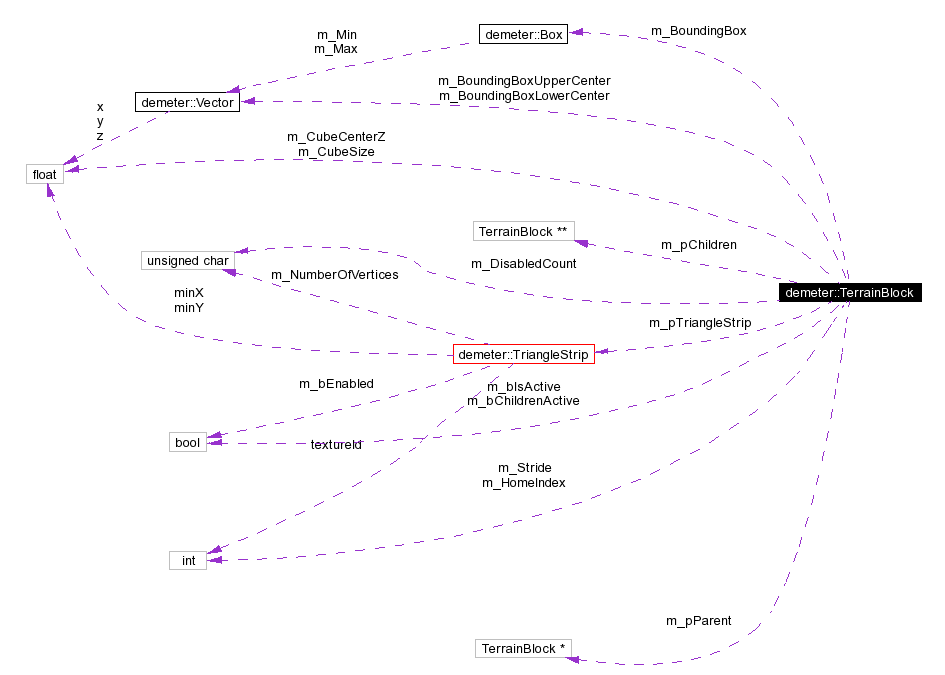 m_Min
m_Max
demeter::Box
m_BoundingBox
m_BoundingBoxUpperCenter
m_BoundingBoxLowerCenter
demeter::Vector
x
y
z
m_CubeCenterZ
m_CubeSize
float
TerrainBlock **
m_pChildren
unsigned char
m_DisabledCount
m_NumberOfVertices
demeter::TerrainBlock
minX
minY
m_pTriangleStrip
demeter::TriangleStrip
m_bEnabled
m_bIsActive
m_bChildrenActive
bool
textureId
m_Stride
m_HomeIndex
int
m_pParent
TerrainBlock *